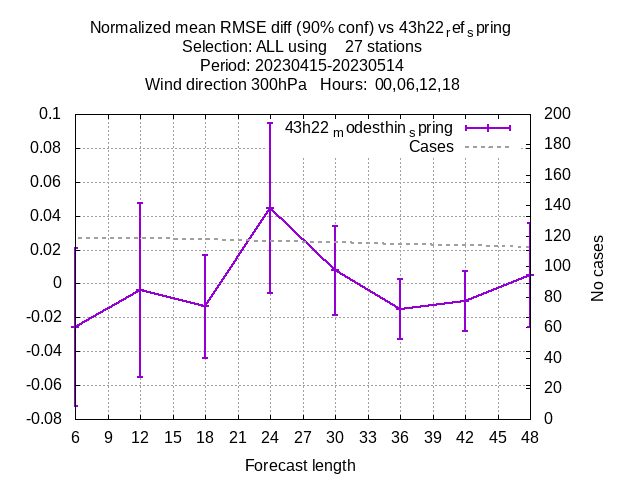 Normalized mean RMSE diff (90% conf) vs 43h22ref spring
Selection: ALL using    27 stations
Period: 20230415-20230514
Wind direction 300hPa   Hours:  00,06,12,18
43h22 modesthin spring
Cases
0.1
0.08
0.06
0.04
0.02
0
-0.02
-0.04
-0.06
-0.08
200
180
160
140
120
100
80
60
40
20
0
No cases
6 9 12 15 18 21 24 27 30 33 36 39 42 45 48
Forecast length